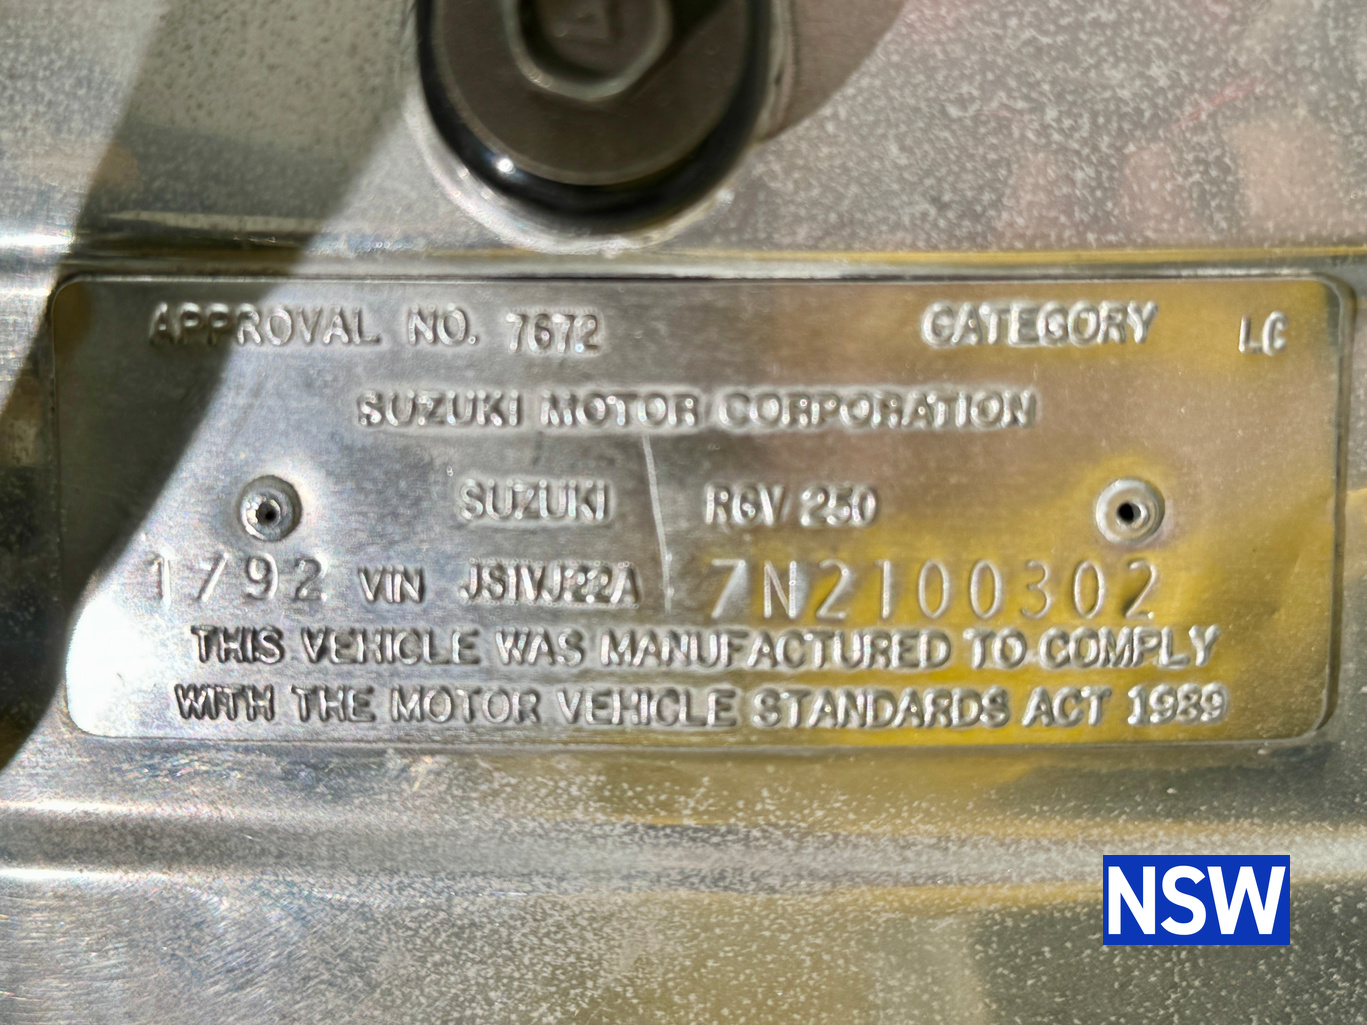 APPROVAL NO. 7672 CATEGORY LC
SUZUKI MOTOR CORPORATION
SUZUKI RGV 250
1/92 VIN JS1VJ22A 7N2100302
THIS VEHICLE WAS MANUFACTURED TO COMPLY
WITH THE MOTOR VEHICLE STANDARDS ACT 1989
NSW